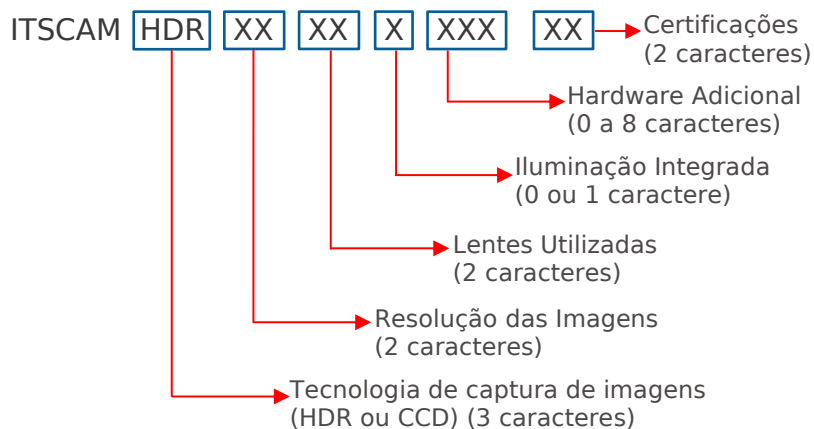 ITSCAM HDR XX XX X XXX XX
Certificações
(2 caracteres)
Hardware Adicional
(0 a 8 caracteres)
Iluminação Integrada
(0 ou 1 caractere)
Lentes Utilizadas
(2 caracteres)
Resolução das Imagens
(2 caracteres)
Tecnologia de captura de imagens
(HDR ou CCD) (3 caracteres)